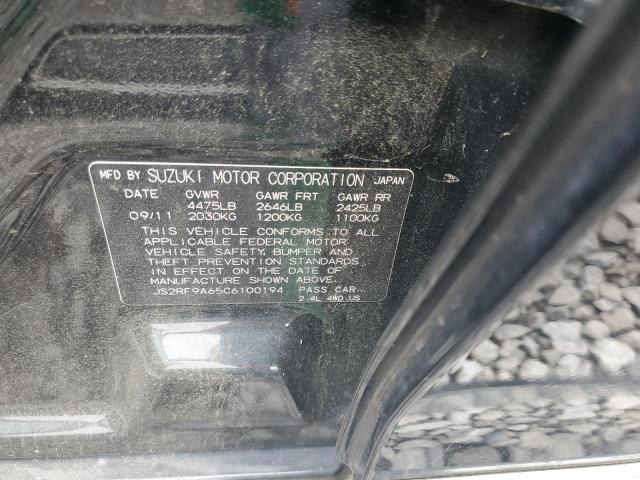 MFD BY SUZUKI MOTOR CORPORATION JAPAN
DATE GVWR GAWR FRT GAWR RR
4475LB 2646LB 2425LB
09/11 2030KG 1200KG 1100KG
THIS VEHICLE CONFORMS TO ALL
APPLICABLE FEDERAL MOTOR
VEHICLE SAFETY, BUMPER AND
THEFT PREVENTION STANDARDS
IN EFFECT ON THE DATE OF
MANUFACTURE SHOWN ABOVE.
JS2RF9A65C6100194 PASS.CAR
2.4L 4WD US